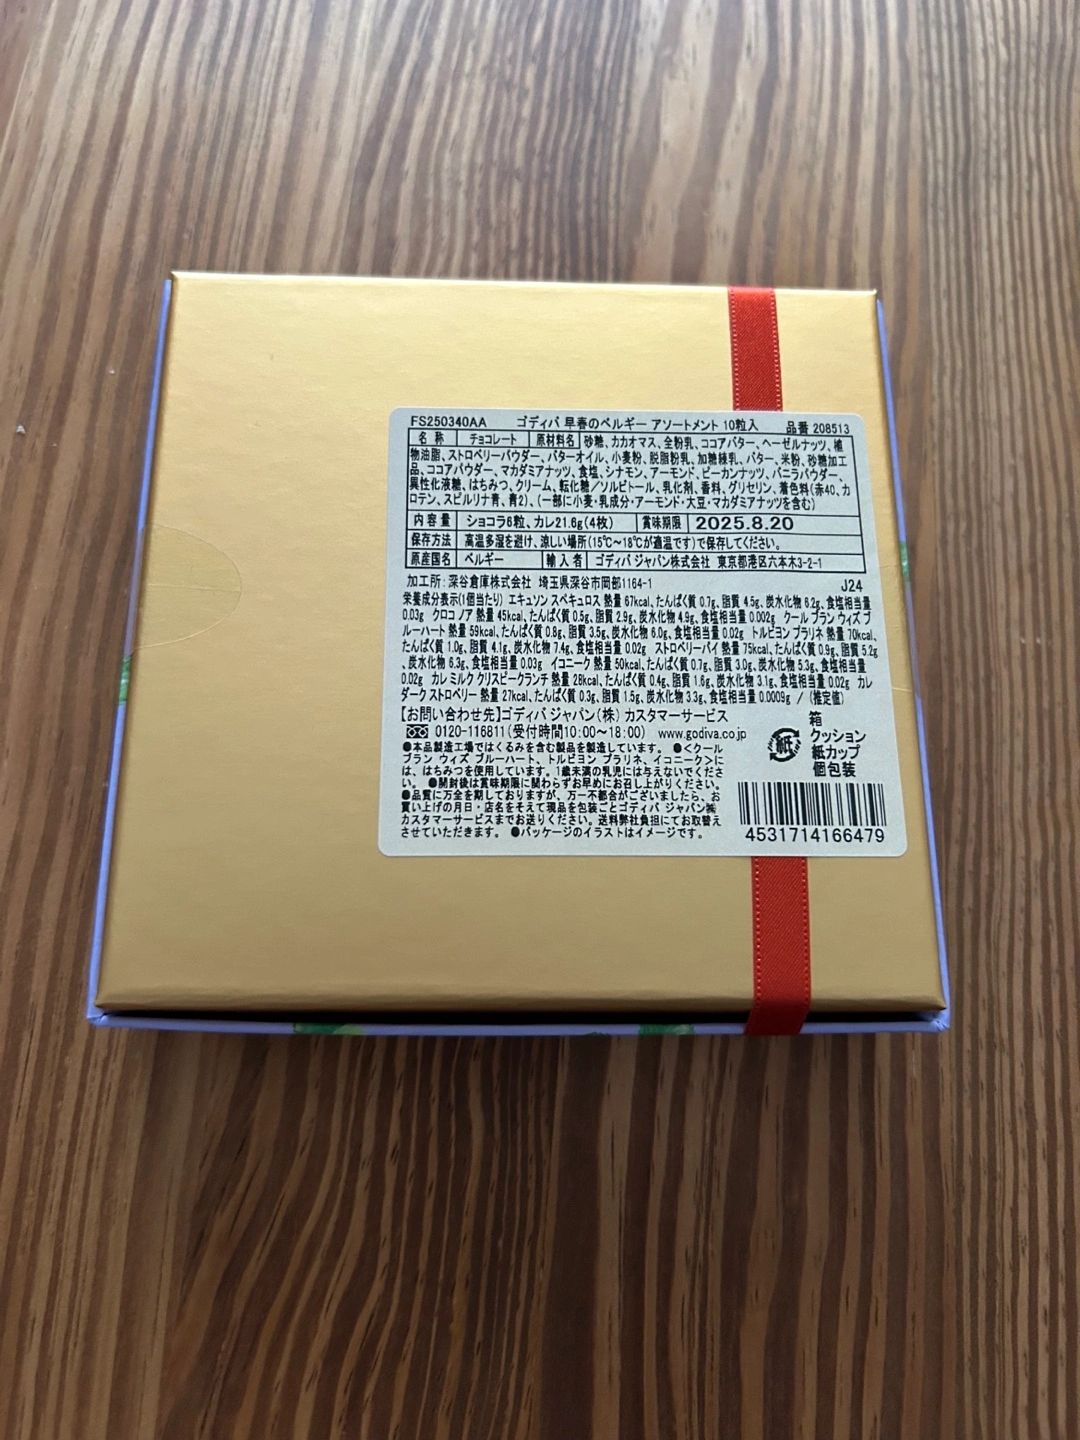 FS250340AA ゴディバ 早春のベルギー アソートメント 10粒入 品番 208513
名称 チョコレート 原材料名 砂糖、カカオマス、全粉乳、ココアバター、ヘーゼルナッツ、植
物油脂、ストロベリーパウダー、バターオイル、小麦粉、脱脂粉乳、加糖練乳、バター、米粉、砂糖加工
品、ココアパウダー、マカダミアナッツ、食塩、シナモン、アーモンド、ピーカンナッツ、バニラパウダー、
異性化液糖、はちみつ、クリーム、転化糖/ソルビトール、乳化剤、香料、グリセリン、着色料(赤40、カ
ロテン、スピルリナ青、青2)、(一部に小麦・乳成分・アーモンド・大豆・マカダミアナッツを含む)
内容量 ショコラ6粒、カレ21.6g(4枚) 賞味期限 2025.8.20
保存方法 高温多湿を避け、涼しい場所(15℃~18℃が適温です)で保存してください。
原産国名 ベルギー 輸入者 ゴディバ ジャパン株式会社 東京都港区六本木3-2-1
加工所:深谷倉庫株式会社 埼玉県深谷市岡部1164-1 J24
栄養成分表示(1個当たり) エキュソン スペキュロス 熱量 67kcal、たんぱく質 0.7g、脂質 4.5g、炭水化物 6.2g、食塩相当量
0.03g クロコ ノア 熱量 45kcal、たんぱく質 0.5g、脂質 2.9g、炭水化物 4.9g、食塩相当量 0.002g クール ブラン ウィズ ブ
ルーハート 熱量 59kcal、たんぱく質 0.8g、脂質 3.5g、炭水化物 6.0g、食塩相当量 0.02g トルビヨン プラリネ 熱量 70kcal、
たんぱく質 1.0g、脂質 4.1g、炭水化物 7.4g、食塩相当量 0.02g ストロベリーパイ 熱量 75kcal、たんぱく質 0.9g、脂質 5.2g
、炭水化物 6.3g、食塩相当量 0.03g イコニーク 熱量 50kcal、たんぱく質 0.7g、脂質 3.0g、炭水化物 5.3g、食塩相当量
0.02g カレ ミルク クリスピークランチ 熱量 28kcal、たんぱく質 0.4g、脂質 1.6g、炭水化物 3.1g、食塩相当量 0.02g カレ
ダーク ストロベリー 熱量 27kcal、たんぱく質 0.3g、脂質 1.5g、炭水化物 3.3g、食塩相当量 0.0009g / (推定値)
【お問い合わせ先】ゴディバ ジャパン(株) カスタマーサービス
0120-116811(受付時間10:00~18:00) www.godiva.co.jp
●本品製造工場ではくるみを含む製品を製造しています。 ●<クール
ブラン ウィズ ブルーハート、トルビヨン プラリネ、イコニーク>に
は、はちみつを使用しています。1歳未満の乳児には与えないでくださ
い。 ●開封後は賞味期限に関わらずお早めにお召し上がりください。
●品質に万全を期しておりますが、万一不都合がございましたら、お
買い上げの月日・店名をそえて現品を包装ごとゴディバ ジャパン㈱
カスタマーサービスまでお送りください。送料弊社負担にてお取替え
させていただきます。 ●パッケージのイラストはイメージです。
紙
箱
クッション
紙カップ
個包装
4531714166479